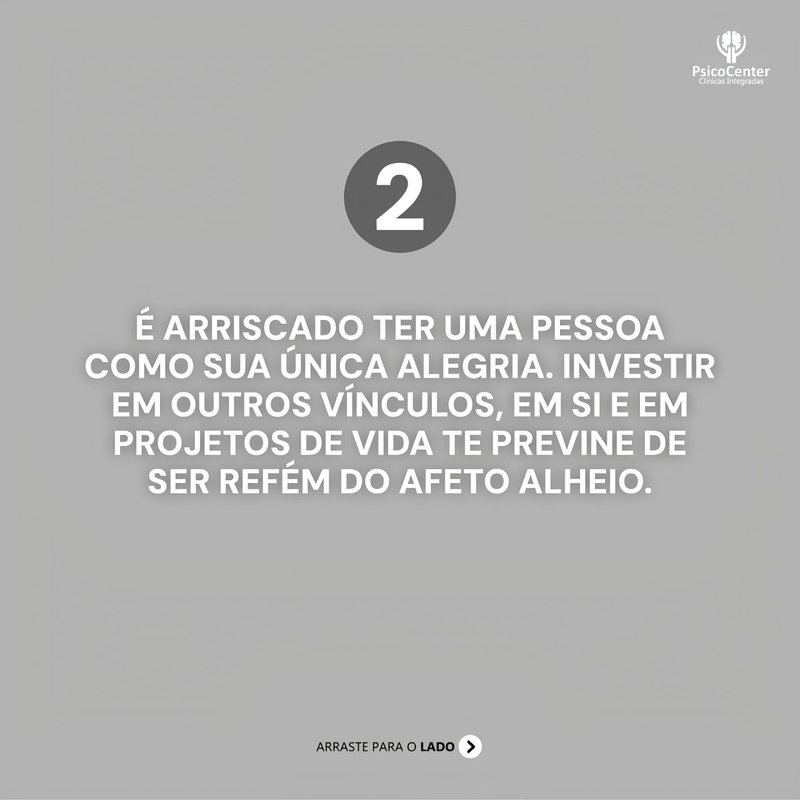 PsicoCenter
Clínicas Integradas
2
É ARRISCADO TER UMA PESSOA
COMO SUA ÚNICA ALEGRIA. INVESTIR
EM OUTROS VÍNCULOS, EM SI E EM
PROJETOS DE VIDA TE PREVINE DE
SER REFÉM DO AFETO ALHEIO.
ARRASTE PARA O LADO